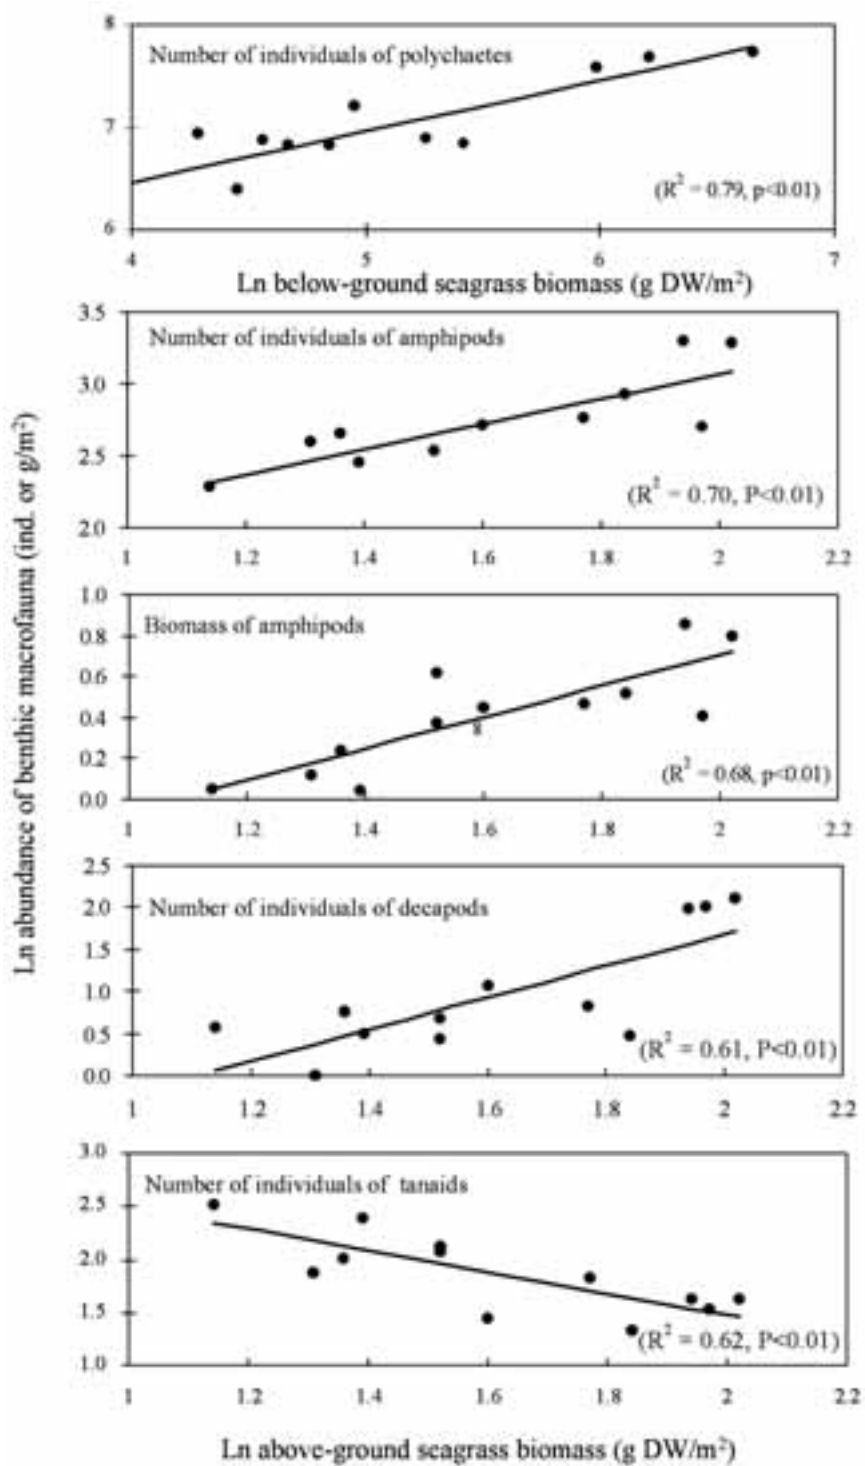 8
Number of individuals of polychaetes
7
(R² = 0.79, p<0.01)
6
4 5 6 7
Ln below-ground seagrass biomass (g DW/m²)
3.5
Number of individuals of amphipods
3.0
2.5
(R² = 0.70, P<0.01)
2.0
1 1.2 1.4 1.6 1.8 2 2.2
Ln abundance of benthic macrofauna (ind. or g/m²)
1.0
Biomass of amphipods
0.8
0.6
0.4
0.2
(R² = 0.68, p<0.01)
0.0
1 1.2 1.4 1.6 1.8 2 2.2
2.5
Number of individuals of decapods
2.0
1.5
1.0
0.5
(R² = 0.61, P<0.01)
0.0
1 1.2 1.4 1.6 1.8 2 2.2
3.0
Number of individuals of tanaids
2.5
2.0
1.5
(R² = 0.62, P<0.01)
1.0
1 1.2 1.4 1.6 1.8 2 2.2
Ln above-ground seagrass biomass (g DW/m²)